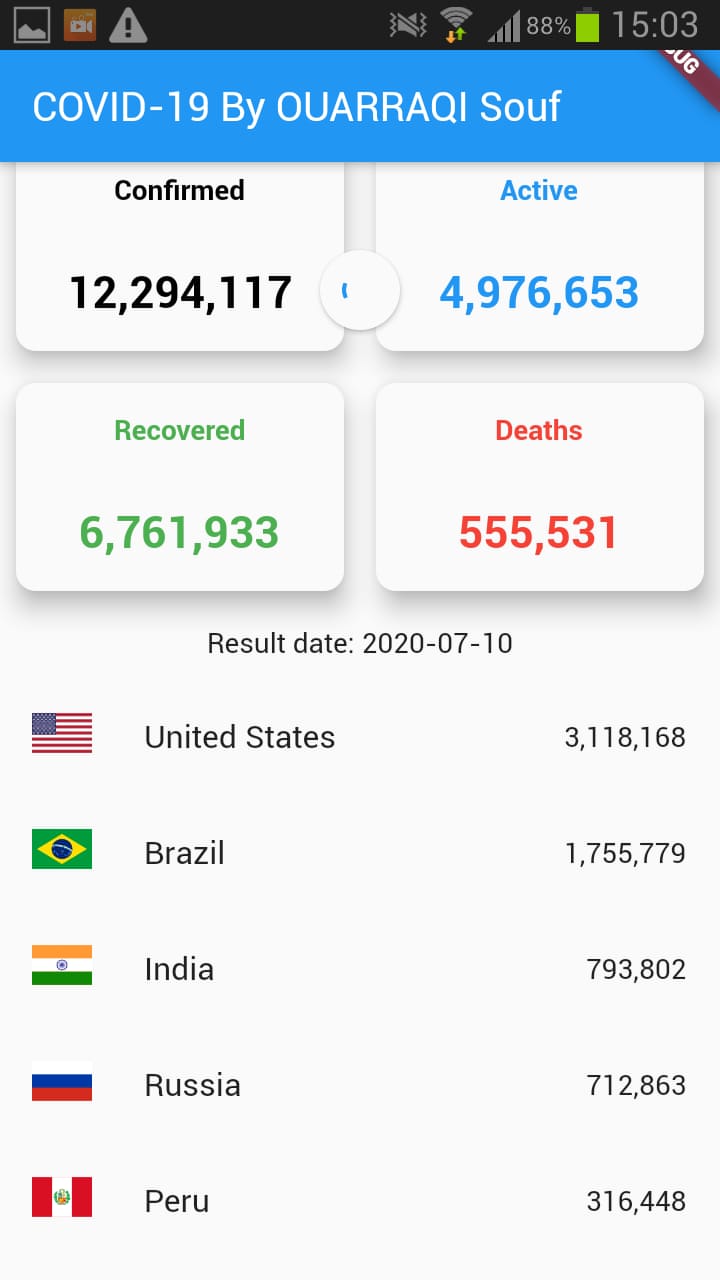 88% 15:03
COVID-19 By OUARRAQI Souf
Confirmed Active
12,294,117 4,976,653
Recovered Deaths
6,761,933 555,531
Result date: 2020-07-10
United States 3,118,168
Brazil 1,755,779
India 793,802
Russia 712,863
Peru 316,448